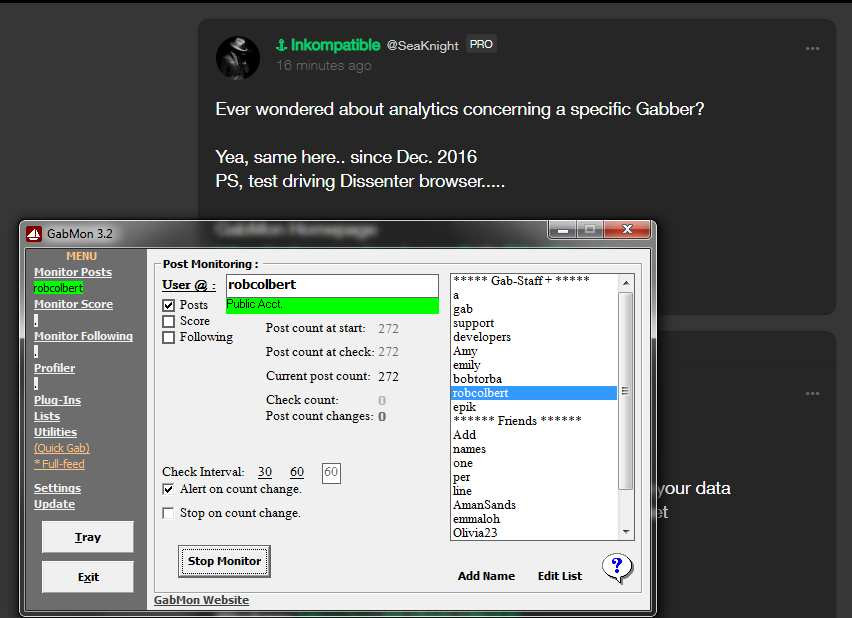 Inkompatible @SeaKnight PRO
16 minutes ago
Ever wondered about analytics concerning a specific Gabber?
Yea, same here.. since Dec. 2016
PS, test driving Dissenter browser.....
GabMon Homepage
your data
et
GabMon 3.2
MENU
Monitor Posts
robcolbert
Monitor Score
.
Monitor Following
.
Profiler
.
Plug-Ins
Lists
Utilities
(Quick Gab)
* Full-feed
Settings
Update
Tray
Exit
Post Monitoring :
User @ : robcolbert
Public Acct.
Posts
Score
Following
Post count at start: 272
Post count at check: 272
Current post count: 272
Check count: 0
Post count changes: 0
Check Interval: 30 60 60
Alert on count change.
Stop on count change.
Stop Monitor
GabMon Website
***** Gab-Staff + *****
a
gab
support
developers
Amy
emily
bobtorba
robcolbert
epik
****** Friends ******
Add
names
one
per
line
AmanSands
emmaloh
Olivia23
Add Name Edit List
?